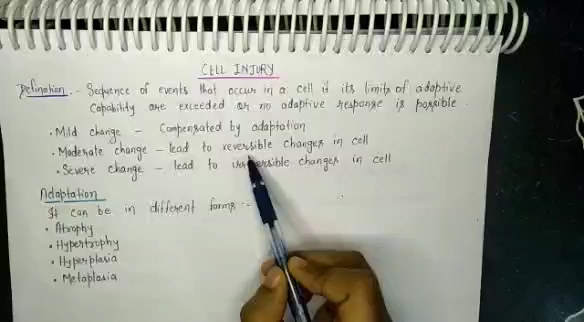 CELL INJURY
Defination :- Sequence of events that occur in a cell if its limits of adaptive
capability are exceeded or no adaptive response is possible.
• Mild change - Compensated by adaptation
• Moderate change - lead to reversible changes in cell
• Severe change - lead to irreversible changes in cell
Adaptation
It can be in different forms :-
• Atrophy
• Hypertrophy
• Hyperplasia
• Metaplasia